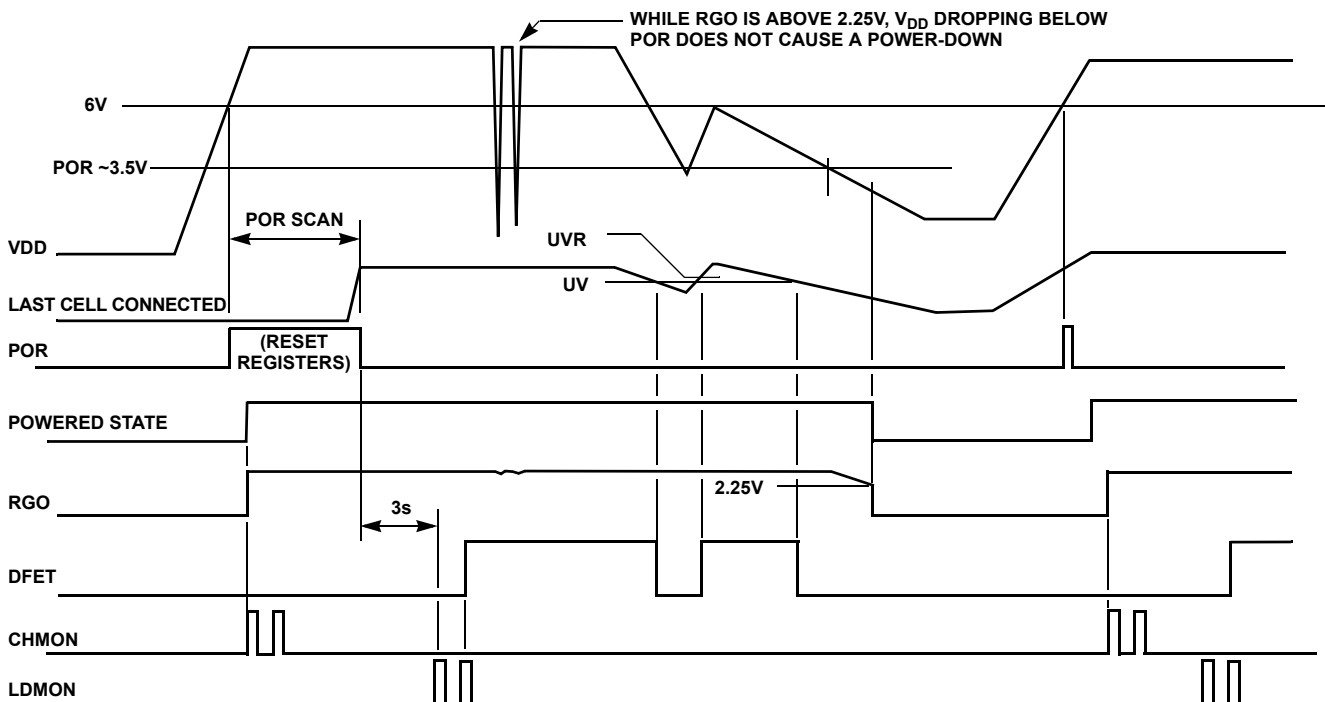 WHILE RGO IS ABOVE 2.25V, VDD DROPPING BELOW
POR DOES NOT CAUSE A POWER-DOWN
6V
POR ~3.5V
POR SCAN
VDD
UVR
UV
LAST CELL CONNECTED
POR
(RESET
REGISTERS)
POWERED STATE
2.25V
RGO
3s
DFET
CHMON
LDMON